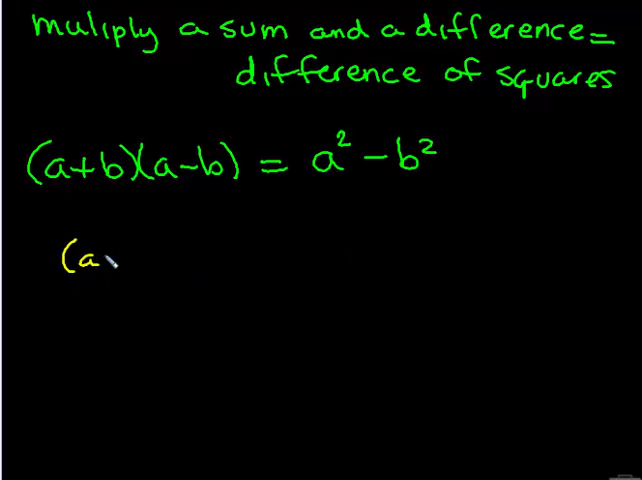 muliply a sum and a difference=
difference of squares
(a+b)(a-b) = a² - b²
(a